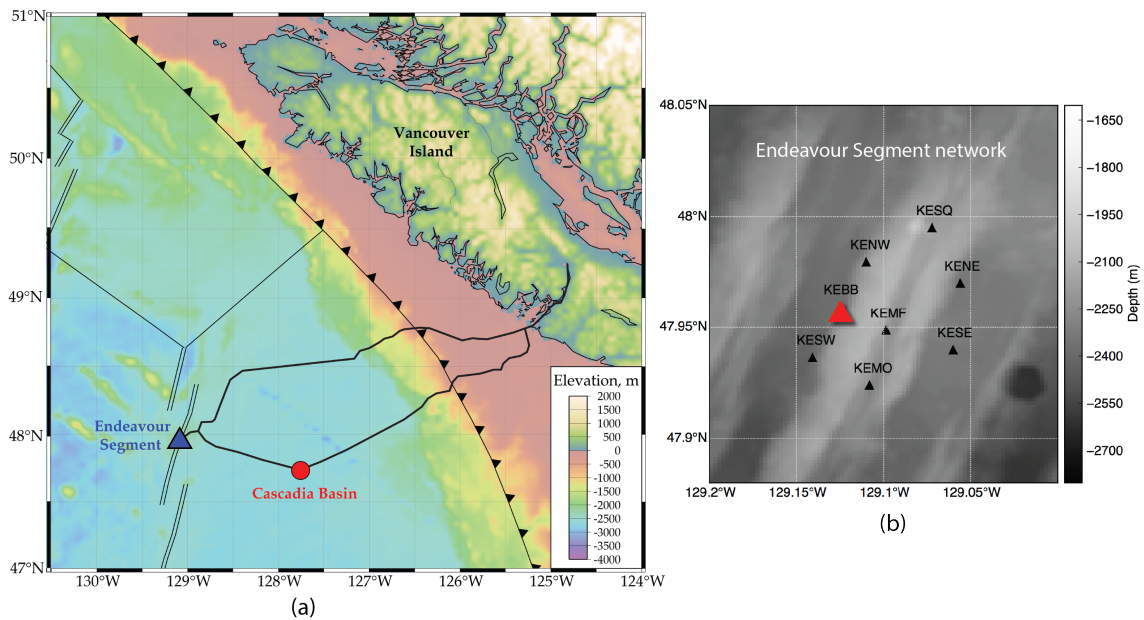 51°N
50°N
49°N
48°N
47°N
130°W
129°W
128°W
127°W
126°W
125°W
124°W
Vancouver
Island
Endeavour
Segment
Cascadia Basin
Elevation, m
2000
1500
1000
500
0
-500
-1000
-1500
-2000
-2500
-3000
-3500
-4000
(a)
Endeavour Segment network
48.05°N
48°N
47.95°N
47.9°N
129.2°W
129.15°W
129.1°W
129.05°W
KESQ
KENW
KENE
KEBB
KEMF
KESW
KESE
KEMO
−1650
−1800
−1950
−2100
−2250
−2400
−2550
−2700
Depth (m)
(b)